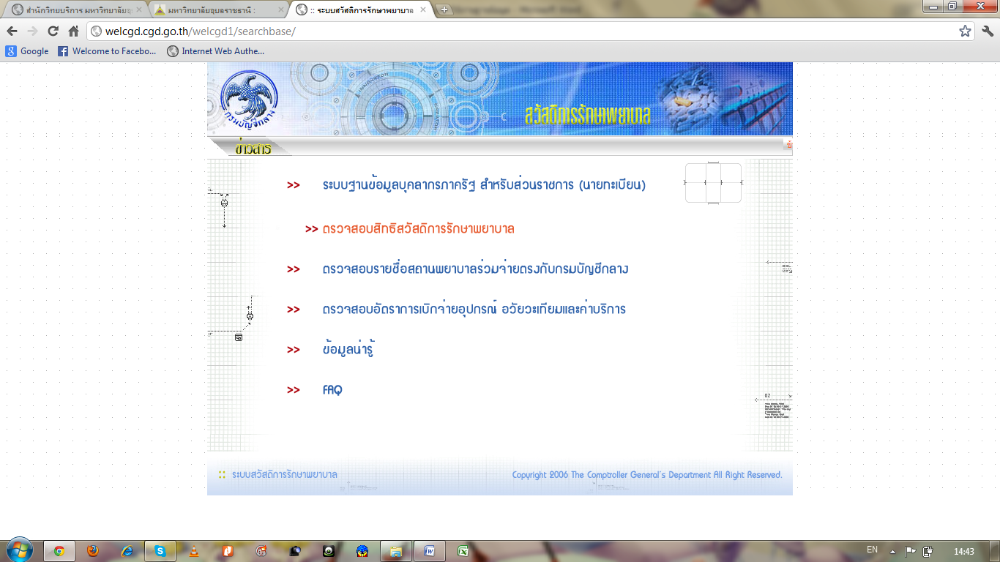 สำนักวิทยบริการ มหาวิทยาลัยอุ
มหาวิทยาลัยอุบลราชธานี :
:: ระบบสวัสดิการรักษาพยาบาล
welcgd.cgd.go.th/welcgd1/searchbase/
Google
Welcome to Facebo...
Internet Web Authe...
กรมบัญชีกลาง
สวัสดิการรักษาพยาบาล
ข่าวสาร
>> ระบบฐานข้อมูลบุคลากรภาครัฐ สำหรับส่วนราชการ (นายทะเบียน)
>> ตรวจสอบสิทธิสวัสดิการรักษาพยาบาล
>> ตรวจสอบรายชื่อสถานพยาบาลร่วมจ่ายตรงกับกรมบัญชีกลาง
>> ตรวจสอบอัตราการเบิกจ่ายอุปกรณ์ อวัยวะเทียมและค่าบริการ
>> ข้อมูลน่ารู้
>> FAQ
02
:: ระบบสวัสดิการรักษาพยาบาล
Copyright 2006 The Comptroller General's Department All Right Reserved.
EN
14:43